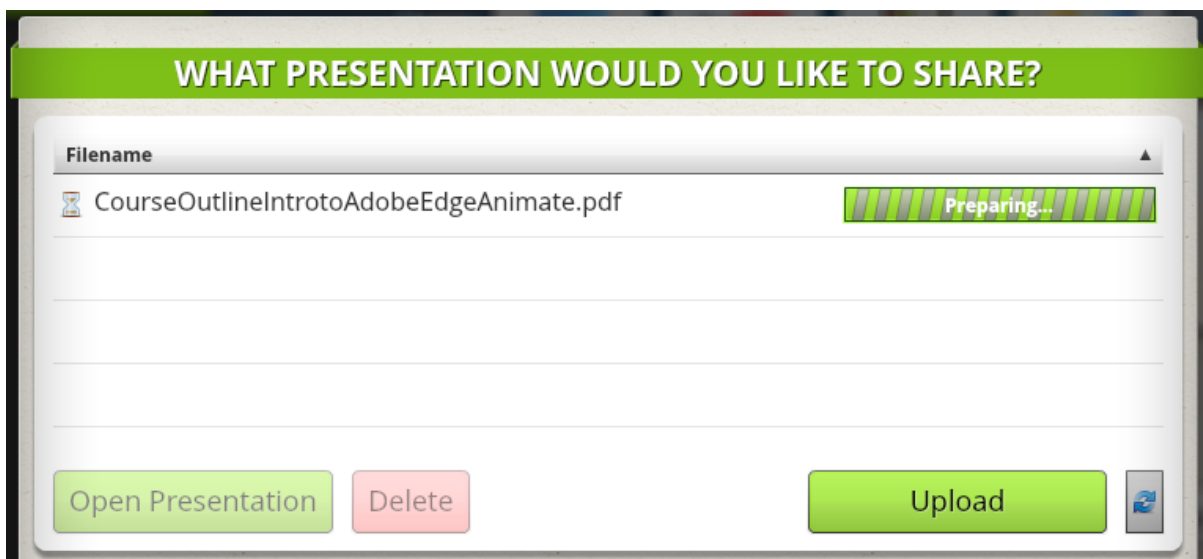 WHAT PRESENTATION WOULD YOU LIKE TO SHARE?
Filename
CourseOutlineIntrotoAdobeEdgeAnimate.pdf Preparing...
Open Presentation Delete Upload